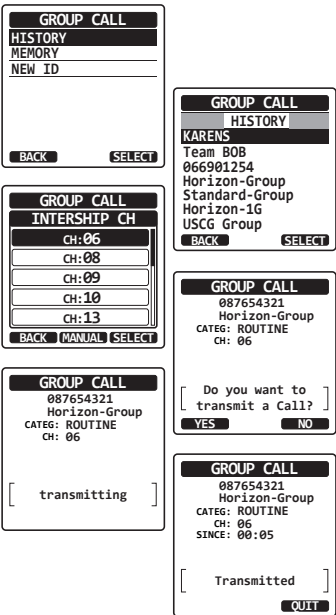 GROUP CALL
HISTORY
MEMORY
NEW ID
BACK SELECT
GROUP CALL
HISTORY
KARENS
Team BOB
066901254
Horizon-Group
Standard-Group
Horizon-1G
USCG Group
BACK SELECT
GROUP CALL
INTERSHIP CH
CH:06
CH:08
CH:09
CH:10
CH:13
BACK MANUAL SELECT
GROUP CALL
087654321
Horizon-Group
CATEG: ROUTINE
CH: 06
[ Do you want to
transmit a Call? ]
YES NO
GROUP CALL
087654321
Horizon-Group
CATEG: ROUTINE
CH: 06
[ transmitting ]
GROUP CALL
087654321
Horizon-Group
CATEG: ROUTINE
CH: 06
SINCE: 00:05
[ Transmitted ]
QUIT